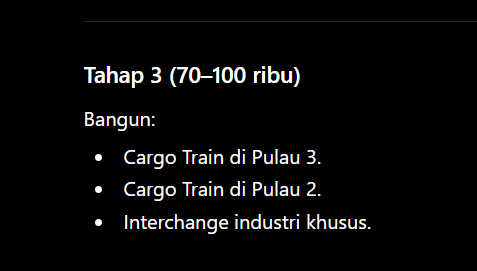 Tahap 3 (70–100 ribu)
Bangun:
• Cargo Train di Pulau 3.
• Cargo Train di Pulau 2.
• Interchange industri khusus.